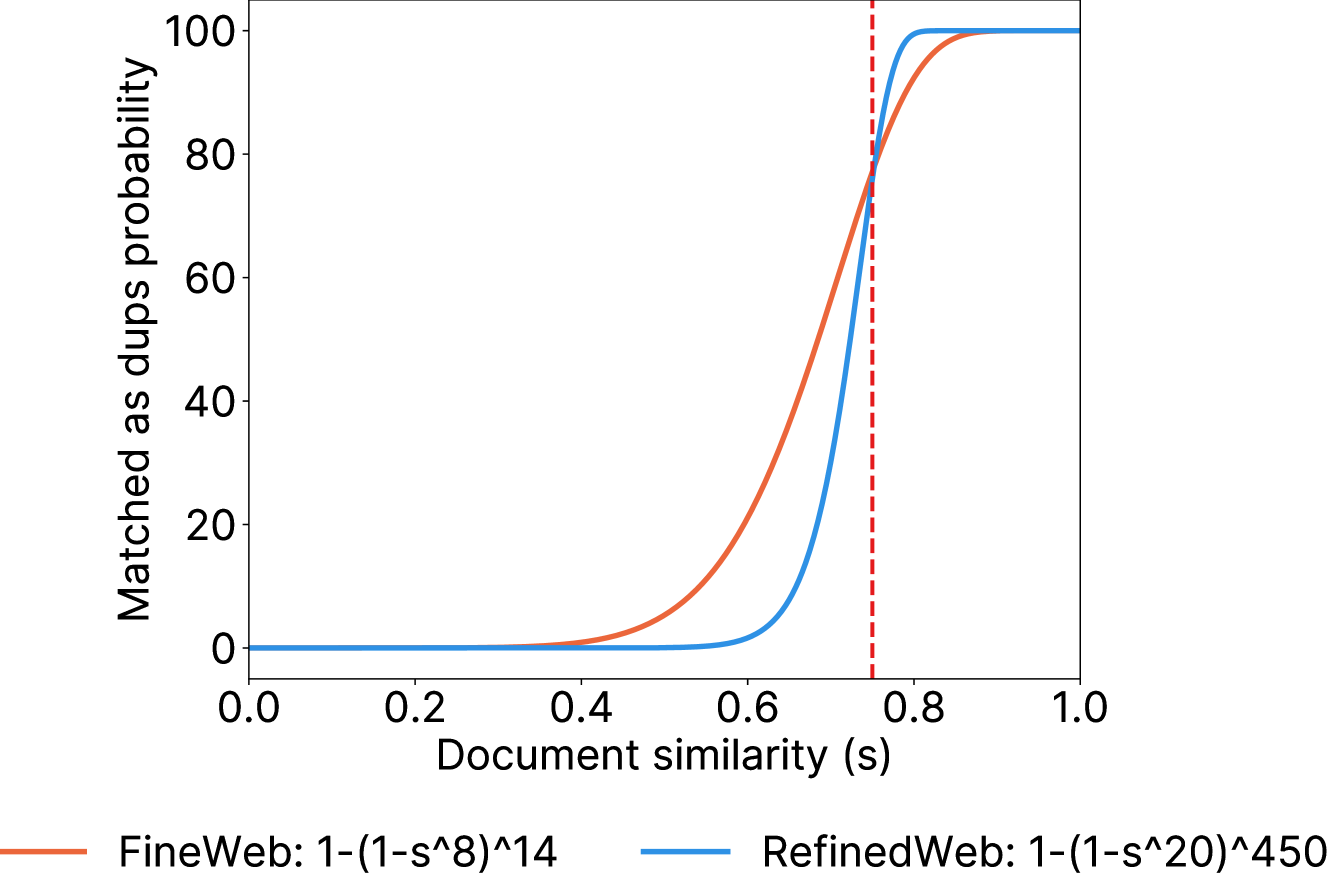 Matched as dups probability
100
80
60
40
20
0
0.0 0.2 0.4 0.6 0.8 1.0
Document similarity (s)
FineWeb: 1-(1-s^8)^14 RefinedWeb: 1-(1-s^20)^450